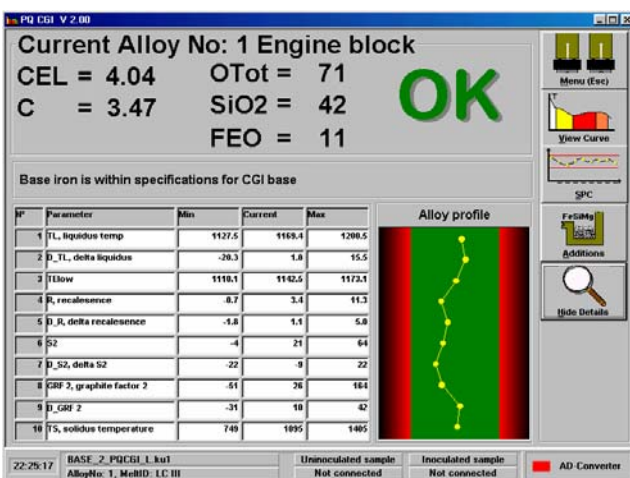 PQ CGI V 2.00
Current Alloy No: 1 Engine block
CEL = 4.04 OTot = 71
C = 3.47 SiO2 = 42
FEO = 11
OK
Base iron is within specifications for CGI base
Nº Parameter Min Current Max
1 TL, liquidus temp 1127.5 1169.4 1200.5
2 D_TL, delta liquidus -20.3 1.0 15.5
3 TElow 1110.1 1142.5 1173.1
4 R, recalesence -0.7 3.4 11.3
5 D_R, delta recalesence -1.8 1.1 5.0
6 S2 -4 21 64
7 D_S2, delta S2 -22 -9 22
8 GRF 2, graphite factor 2 -51 26 164
9 D_GRF 2 -31 10 42
10 TS, solidus temperature 749 1095 1405
Alloy profile
Menu (Esc)
View Curve
SPC
FeSiMg
Additions
Hide Details
22:25:17
BASE_2_PQCGI_L.ku1
AlloyNo: 1, MeltID: LC III
Uninoculated sample
Not connected
Inoculated sample
Not connected
AD-Converter